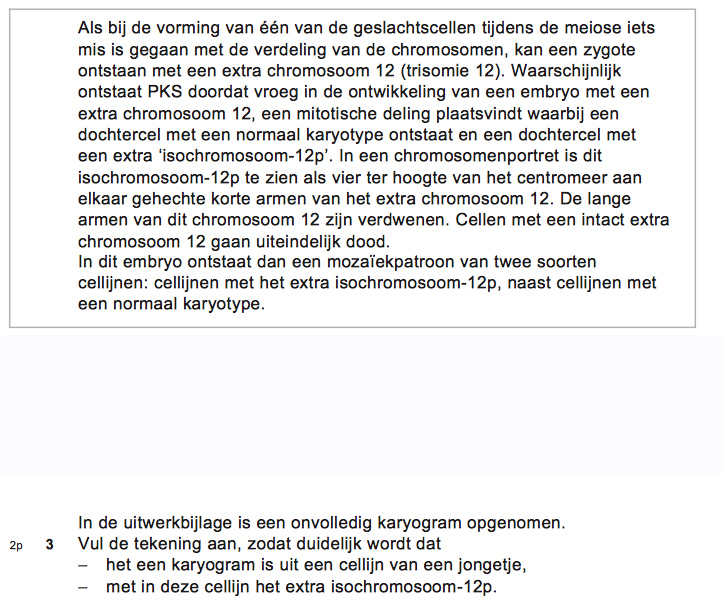 Als bij de vorming van één van de geslachtscellen tijdens de meiose iets
mis is gegaan met de verdeling van de chromosomen, kan een zygote
ontstaan met een extra chromosoom 12 (trisomie 12). Waarschijnlijk
ontstaat PKS doordat vroeg in de ontwikkeling van een embryo met een
extra chromosoom 12, een mitotische deling plaatsvindt waarbij een
dochtercel met een normaal karyotype ontstaat en een dochtercel met
een extra ‘isochromosoom-12p’. In een chromosomenportret is dit
isochromosoom-12p te zien als vier ter hoogte van het centromeer aan
elkaar gehechte korte armen van het extra chromosoom 12. De lange
armen van dit chromosoom 12 zijn verdwenen. Cellen met een intact extra
chromosoom 12 gaan uiteindelijk dood.
In dit embryo ontstaat dan een mozaïekpatroon van twee soorten
cellijnen: cellijnen met het extra isochromosoom-12p, naast cellijnen met
een normaal karyotype.
In de uitwerkbijlage is een onvolledig karyogram opgenomen.
2p 3 Vul de tekening aan, zodat duidelijk wordt dat
– het een karyogram is uit een cellijn van een jongetje,
– met in deze cellijn het extra isochromosoom-12p.